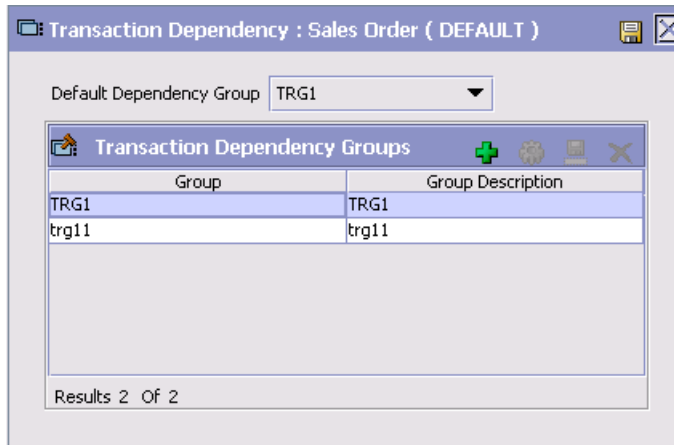 Transaction Dependency : Sales Order ( DEFAULT )
Default Dependency Group TRG1
Transaction Dependency Groups
Group Group Description
TRG1 TRG1
trg11 trg11
Results 2 Of 2